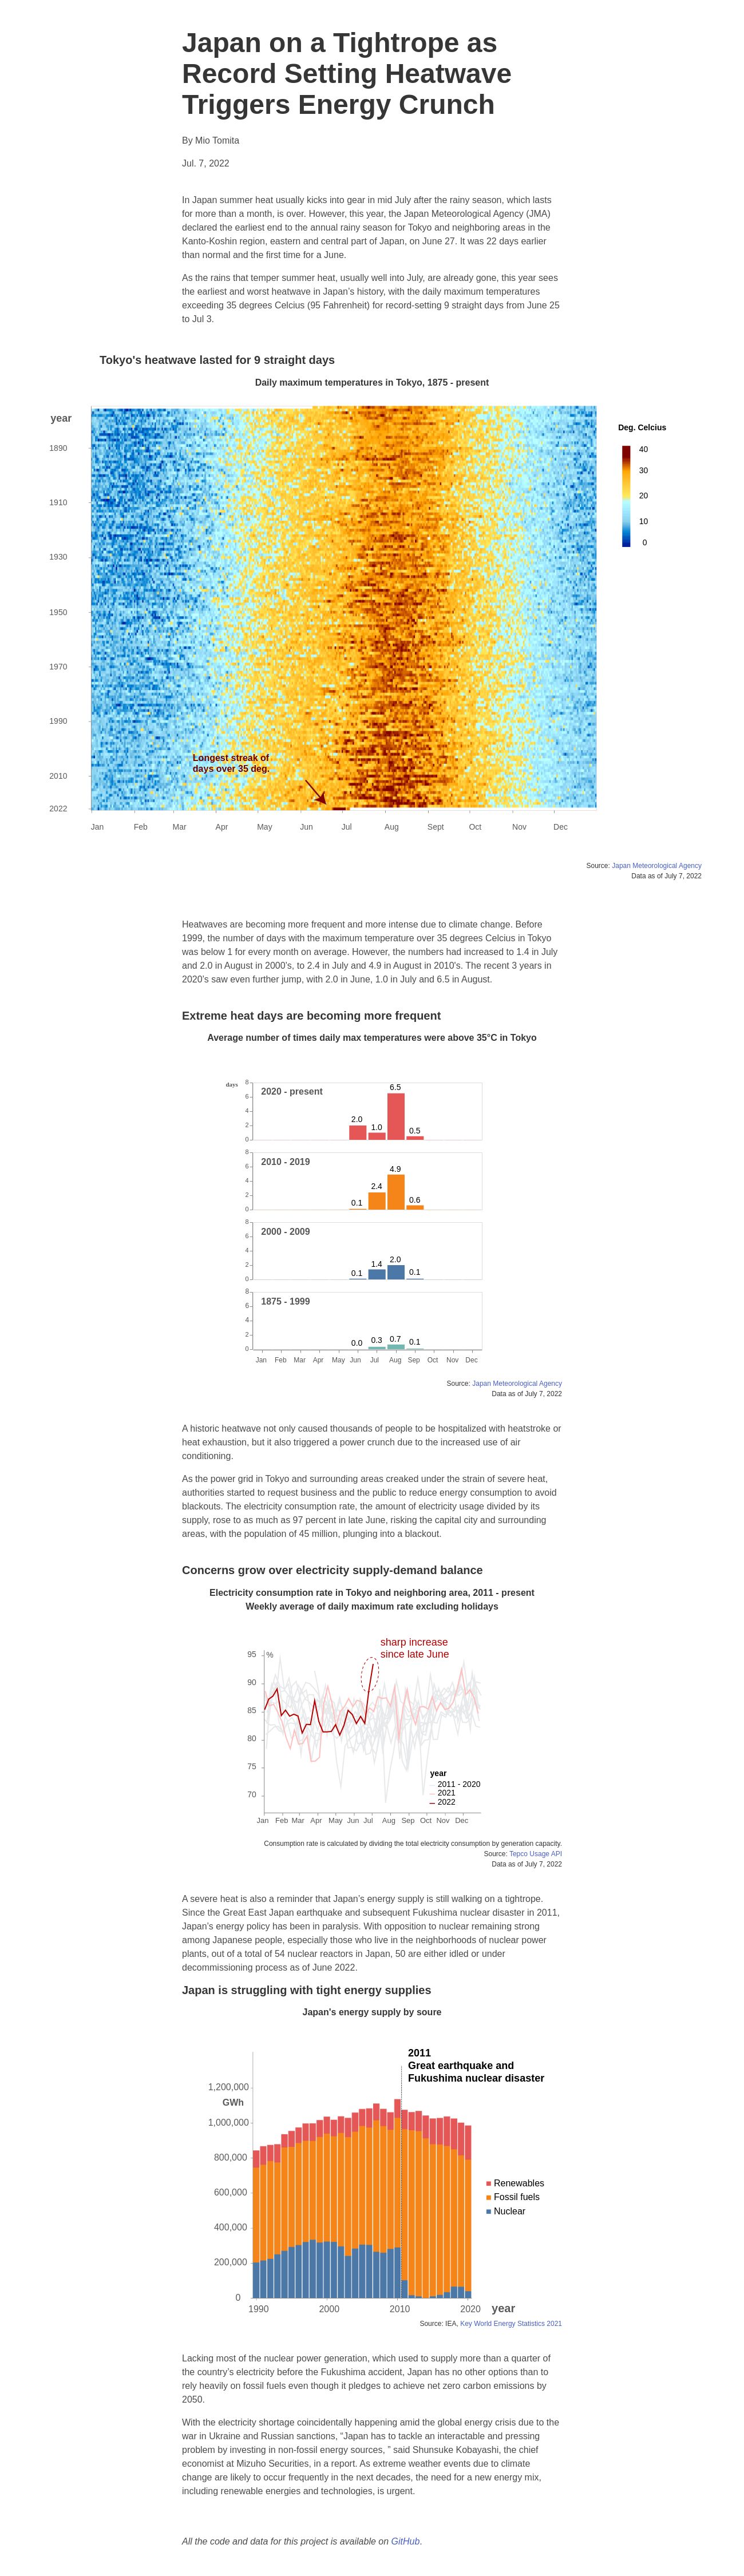 Japan on a Tightrope as
Record Setting Heatwave
Triggers Energy Crunch
By Mio Tomita
Jul. 7, 2022
In Japan summer heat usually kicks into gear in mid July after the rainy season, which lasts
for more than a month, is over. However, this year, the Japan Meteorological Agency (JMA)
declared the earliest end to the annual rainy season for Tokyo and neighboring areas in the
Kanto-Koshin region, eastern and central part of Japan, on June 27. It was 22 days earlier
than normal and the first time for a June.
As the rains that temper summer heat, usually well into July, are already gone, this year sees
the earliest and worst heatwave in Japan's history, with the daily maximum temperatures
exceeding 35 degrees Celcius (95 Fahrenheit) for record-setting 9 straight days from June 25
to Jul 3.
Tokyo's heatwave lasted for 9 straight days
Daily maximum temperatures in Tokyo, 1875 - present
year
1890
1910
1930
1950
1970
1990
2010
2022
Longest streak of
days over 35 deg.
Jan Feb Mar Apr May Jun Jul Aug Sept Oct Nov Dec
Deg. Celcius
40
30
20
10
0
Source: Japan Meteorological Agency
Data as of July 7, 2022
Heatwaves are becoming more frequent and more intense due to climate change. Before
1999, the number of days with the maximum temperature over 35 degrees Celcius in Tokyo
was below 1 for every month on average. However, the numbers had increased to 1.4 in July
and 2.0 in August in 2000's, to 2.4 in July and 4.9 in August in 2010's. The recent 3 years in
2020's saw even further jump, with 2.0 in June, 1.0 in July and 6.5 in August.
Extreme heat days are becoming more frequent
Average number of times daily max temperatures were above 35°C in Tokyo
days
8
6
4
2
0
2020 - present
2.0 1.0 6.5 0.5
8
6
4
2
0
2010 - 2019
0.1 2.4 4.9 0.6
8
6
4
2
0
2000 - 2009
0.1 1.4 2.0 0.1
8
6
4
2
0
1875 - 1999
0.0 0.3 0.7 0.1
Jan Feb Mar Apr May Jun Jul Aug Sep Oct Nov Dec
Source: Japan Meteorological Agency
Data as of July 7, 2022
A historic heatwave not only caused thousands of people to be hospitalized with heatstroke or
heat exhaustion, but it also triggered a power crunch due to the increased use of air
conditioning.
As the power grid in Tokyo and surrounding areas creaked under the strain of severe heat,
authorities started to request business and the public to reduce energy consumption to avoid
blackouts. The electricity consumption rate, the amount of electricity usage divided by its
supply, rose to as much as 97 percent in late June, risking the capital city and surrounding
areas, with the population of 45 million, plunging into a blackout.
Concerns grow over electricity supply-demand balance
Electricity consumption rate in Tokyo and neighboring area, 2011 - present
Weekly average of daily maximum rate excluding holidays
sharp increase
since late June
95 %
90
85
80
75
70
year
2011 - 2020
2021
2022
Jan Feb Mar Apr May Jun Jul Aug Sep Oct Nov Dec
Consumption rate is calculated by dividing the total electricity consumption by generation capacity.
Source: Tepco Usage API
Data as of July 7, 2022
A severe heat is also a reminder that Japan's energy supply is still walking on a tightrope.
Since the Great East Japan earthquake and subsequent Fukushima nuclear disaster in 2011,
Japan's energy policy has been in paralysis. With opposition to nuclear remaining strong
among Japanese people, especially those who live in the neighborhoods of nuclear power
plants, out of a total of 54 nuclear reactors in Japan, 50 are either idled or under
decommissioning process as of June 2022.
Japan is struggling with tight energy supplies
Japan's energy supply by soure
2011
Great earthquake and
Fukushima nuclear disaster
1,200,000
GWh
1,000,000
800,000
600,000
400,000
200,000
0
Renewables
Fossil fuels
Nuclear
1990 2000 2010 2020 year
Source: IEA, Key World Energy Statistics 2021
Lacking most of the nuclear power generation, which used to supply more than a quarter of
the country's electricity before the Fukushima accident, Japan has no other options than to
rely heavily on fossil fuels even though it pledges to achieve net zero carbon emissions by
2050.
With the electricity shortage coincidentally happening amid the global energy crisis due to the
war in Ukraine and Russian sanctions, “Japan has to tackle an interactable and pressing
problem by investing in non-fossil energy sources, ” said Shunsuke Kobayashi, the chief
economist at Mizuho Securities, in a report. As extreme weather events due to climate
change are likely to occur frequently in the next decades, the need for a new energy mix,
including renewable energies and technologies, is urgent.
All the code and data for this project is available on GitHub.